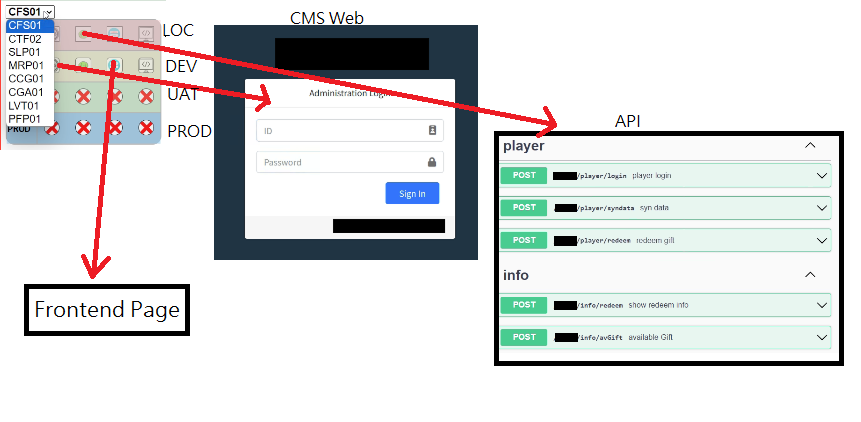 CFS01
CFS01
CTF02
SLP01
MRP01
CCG01
CGA01
LVT01
PFP01
PROD
LOC
DEV
UAT
PROD
CMS Web
Administration Login
ID
Password
Sign In
Frontend Page
API
player
POST /player/login player login
POST /player/syndata syn data
POST /player/redeem redeem gift
info
POST /info/redeem show redeem info
POST /info/avGift available Gift